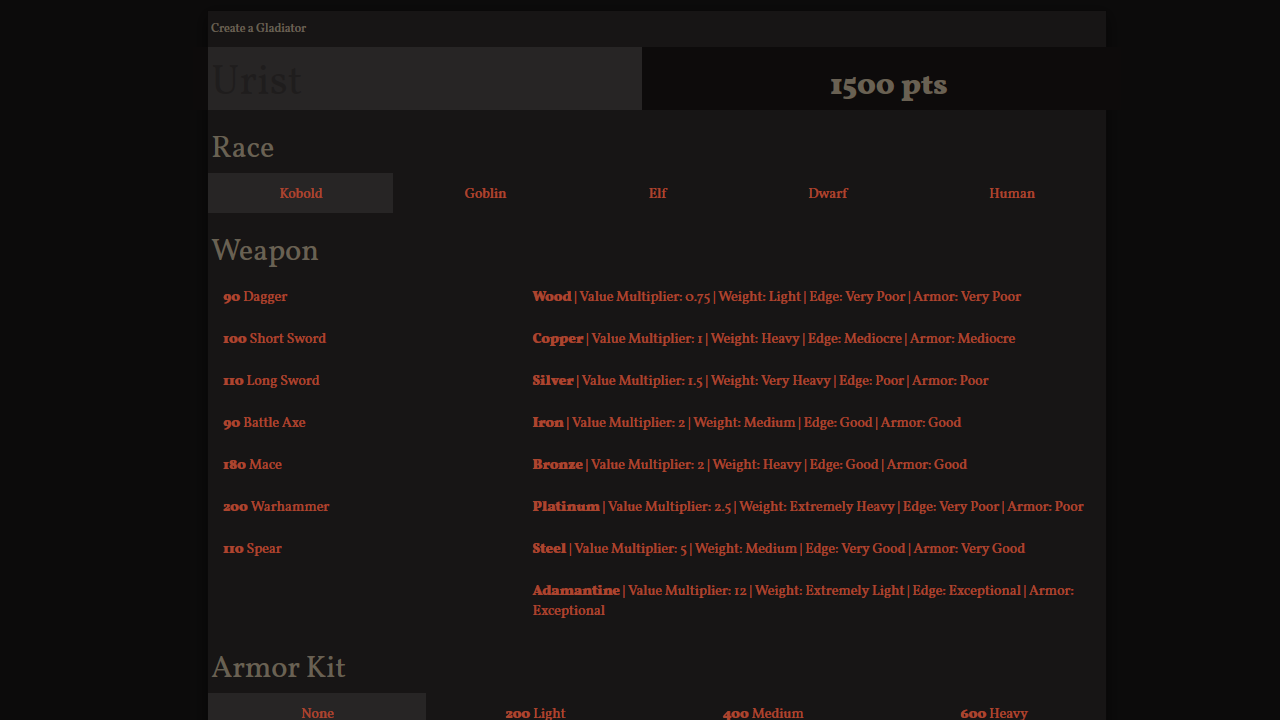 Create a Gladiator
Urist
1500 pts
Race
Kobold Goblin Elf Dwarf Human
Weapon
90 Dagger
Wood | Value Multiplier: 0.75 | Weight: Light | Edge: Very Poor | Armor: Very Poor
100 Short Sword
Copper | Value Multiplier: 1 | Weight: Heavy | Edge: Mediocre | Armor: Mediocre
110 Long Sword
Silver | Value Multiplier: 1.5 | Weight: Very Heavy | Edge: Poor | Armor: Poor
90 Battle Axe
Iron | Value Multiplier: 2 | Weight: Medium | Edge: Good | Armor: Good
180 Mace
Bronze | Value Multiplier: 2 | Weight: Heavy | Edge: Good | Armor: Good
200 Warhammer
Platinum | Value Multiplier: 2.5 | Weight: Extremely Heavy | Edge: Very Poor | Armor: Poor
110 Spear
Steel | Value Multiplier: 5 | Weight: Medium | Edge: Very Good | Armor: Very Good
Adamantine | Value Multiplier: 12 | Weight: Extremely Light | Edge: Exceptional | Armor:
Exceptional
Armor Kit
None 200 Light 400 Medium 600 Heavy